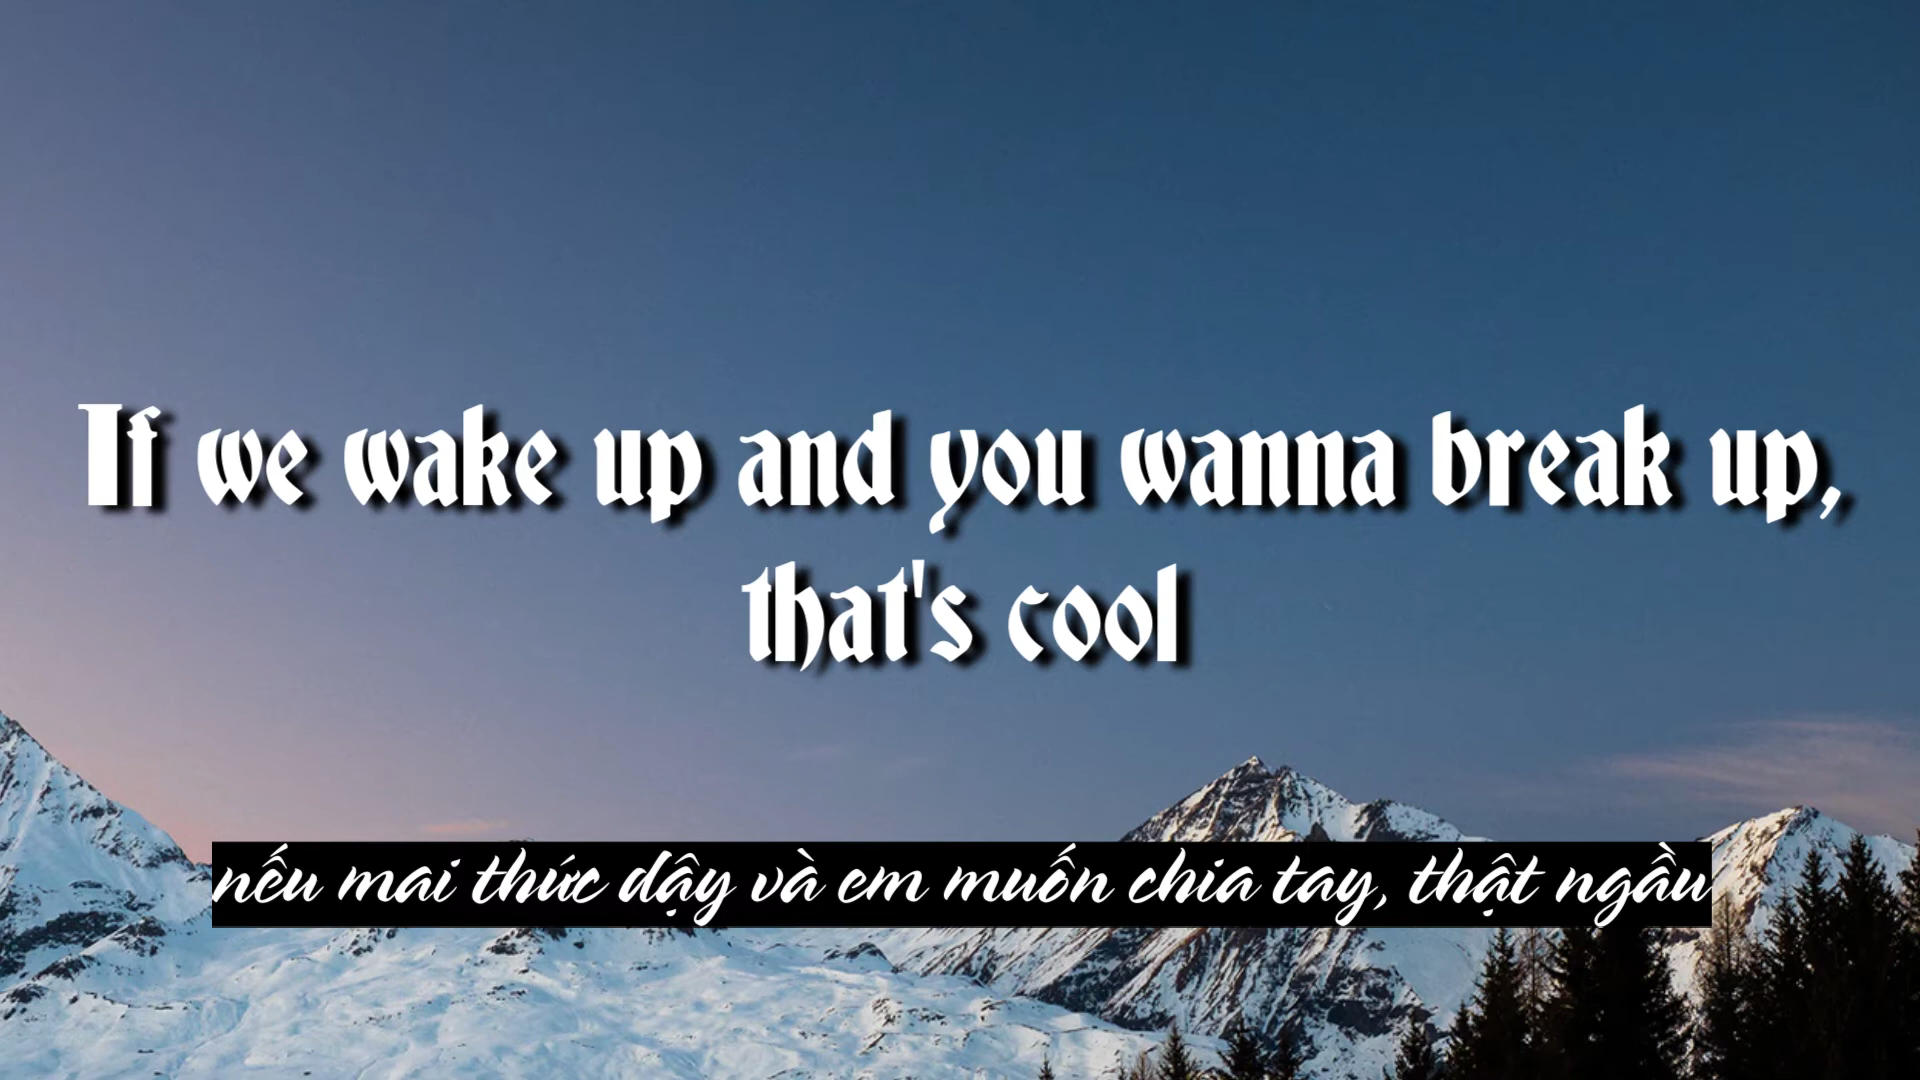 If we wake up and you wanna break up,
that's cool
nếu mai thức dậy và em muốn chia tay, thật ngầu